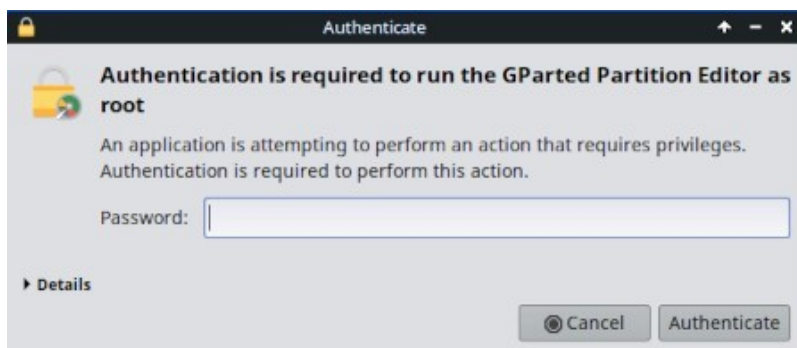 Authenticate
Authentication is required to run the GParted Partition Editor as
root
An application is attempting to perform an action that requires privileges.
Authentication is required to perform this action.
Password:
Details
Cancel
Authenticate